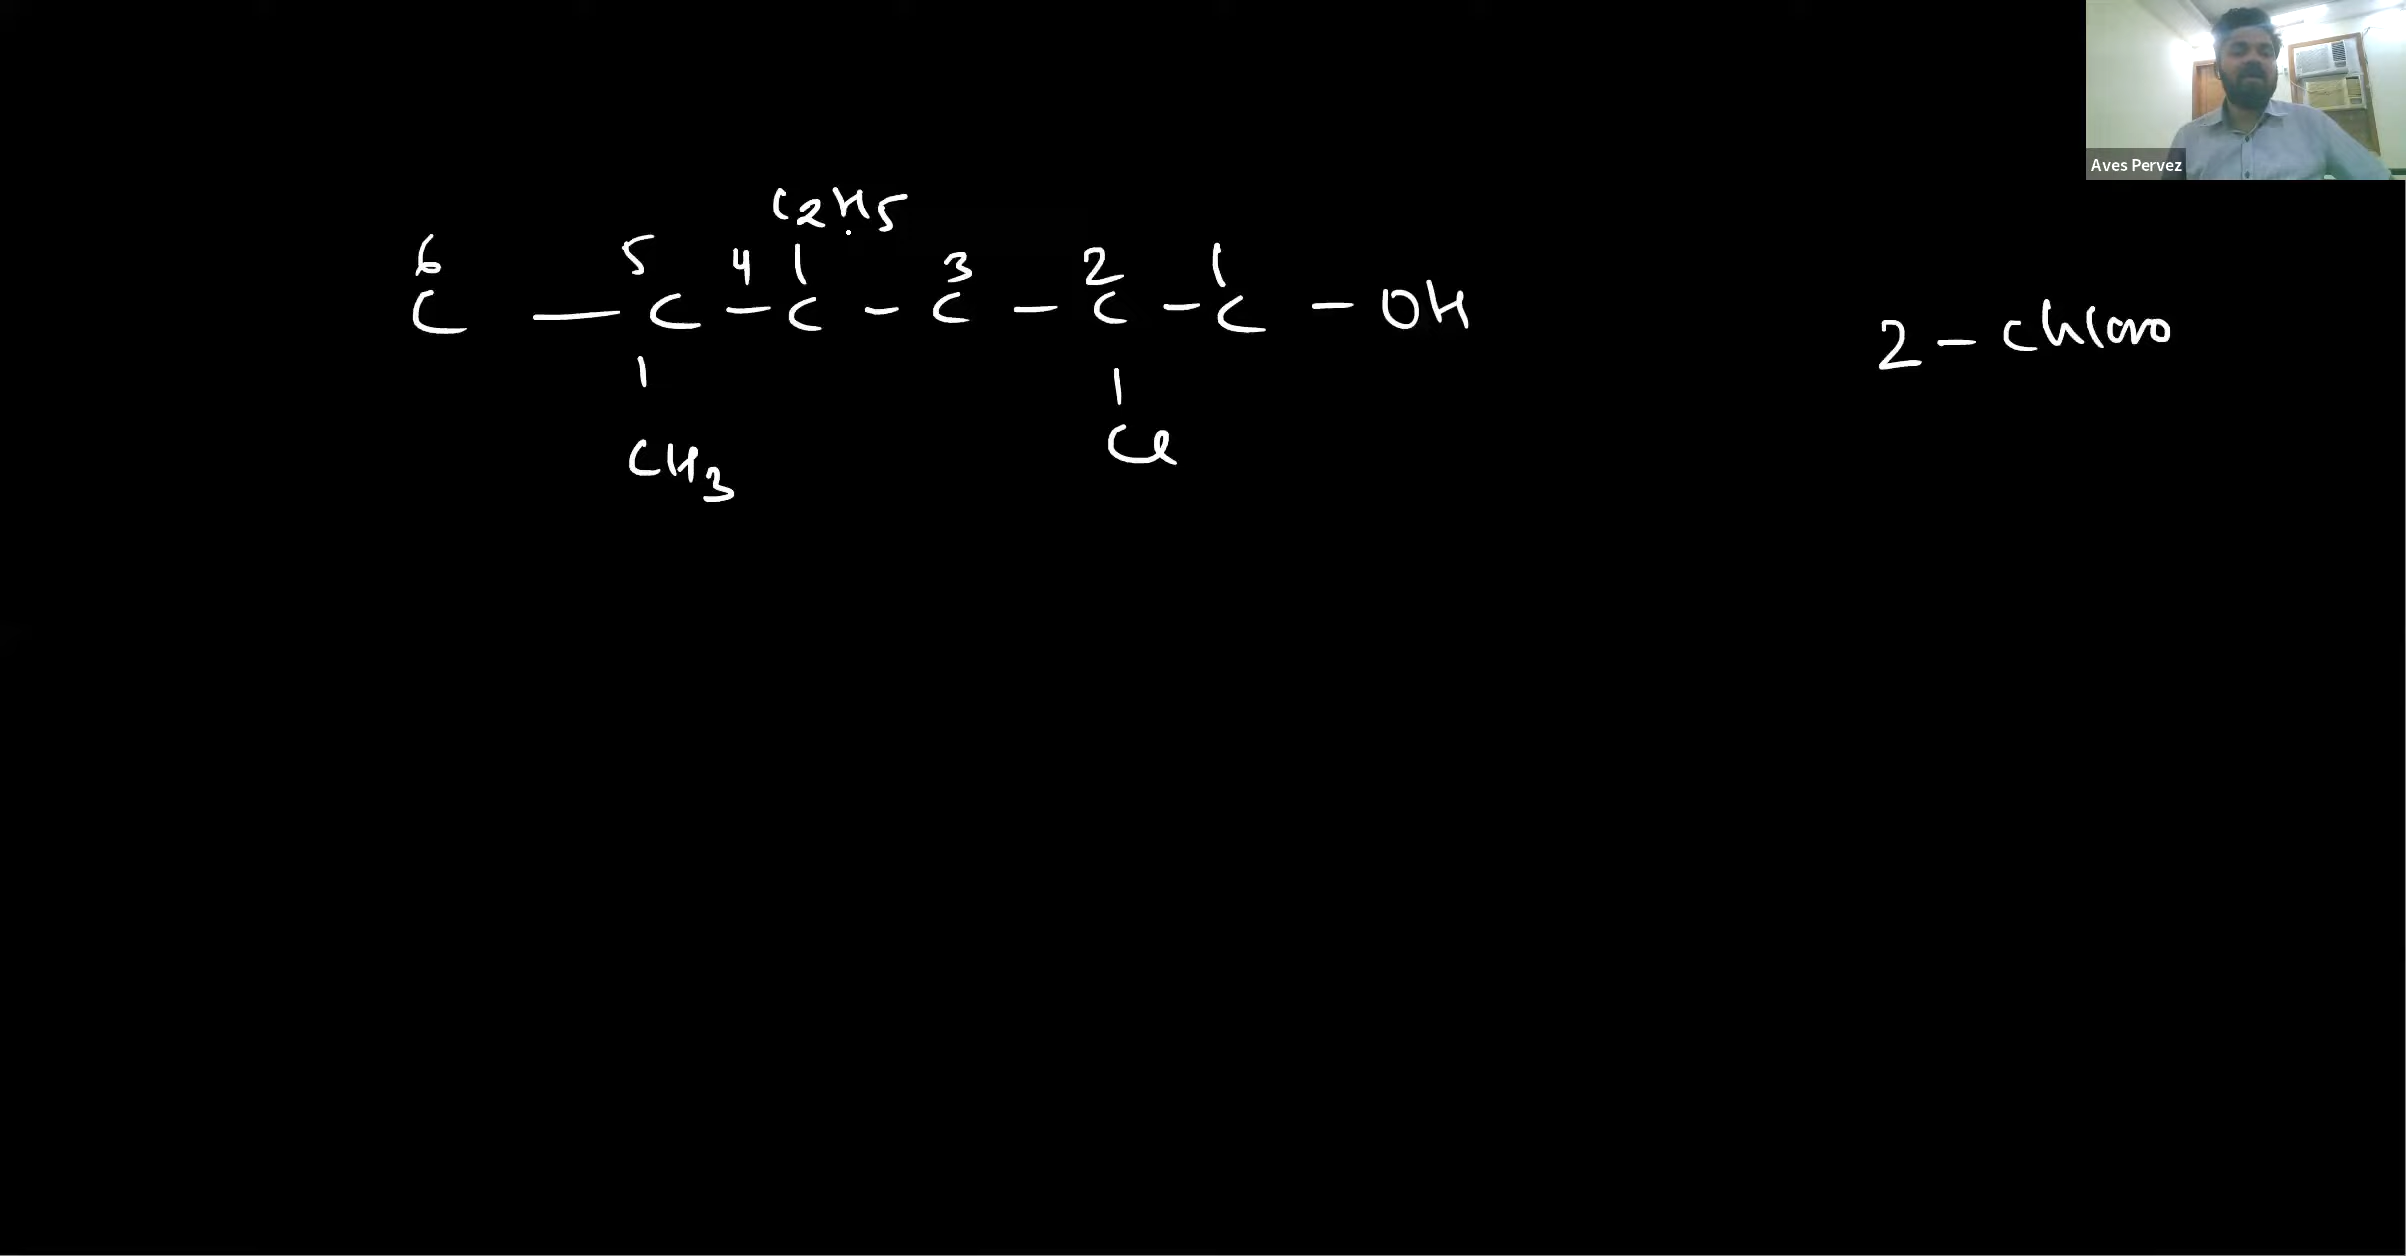 Aves Pervez
C2H5
6 5 4 | 3 2 1
C — C - C - C - C - C - OH
| |
CH3 Cl
2 - Chloro